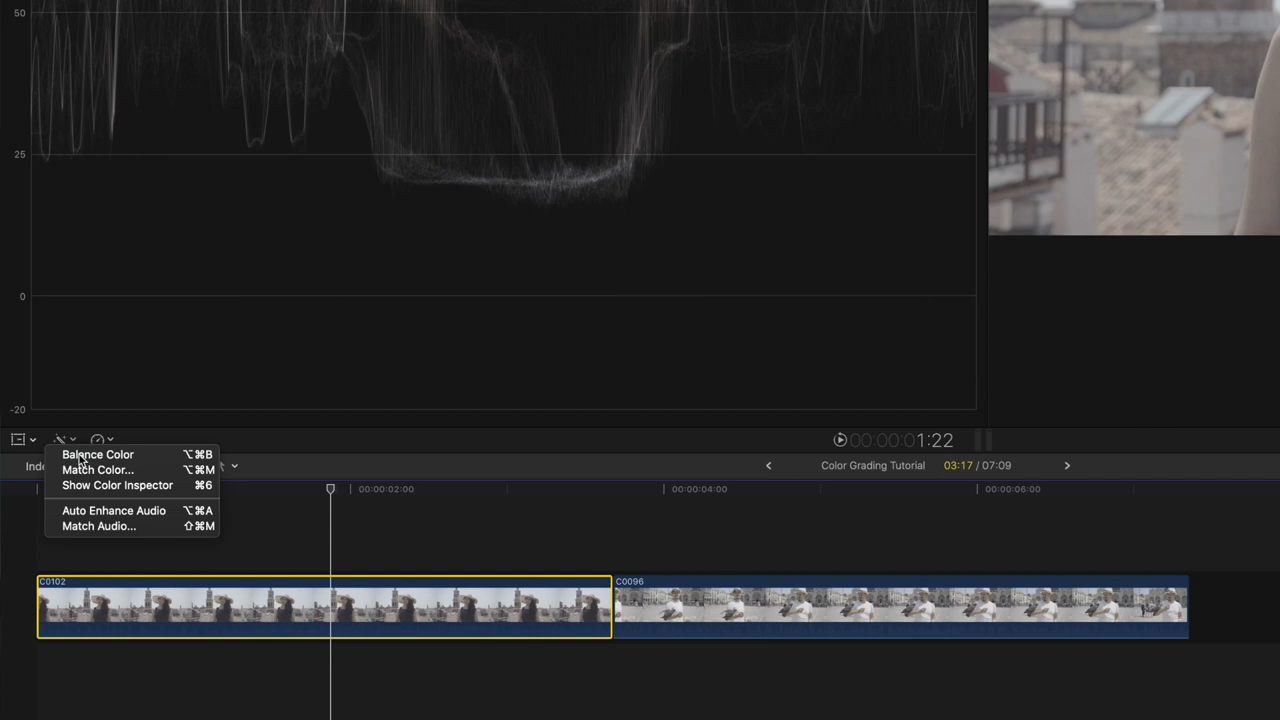 50
25
0
-20
00:00:00:01:22
Balance Color ⌥⌘B
Match Color... ⌥⌘M
Show Color Inspector ⌘6
Auto Enhance Audio ⌥⌘A
Match Audio... ⇧⌘M
Color Grading Tutorial 03:17 / 07:09
00:00:02:00 00:00:04:00 00:00:06:00
C0102 C0096